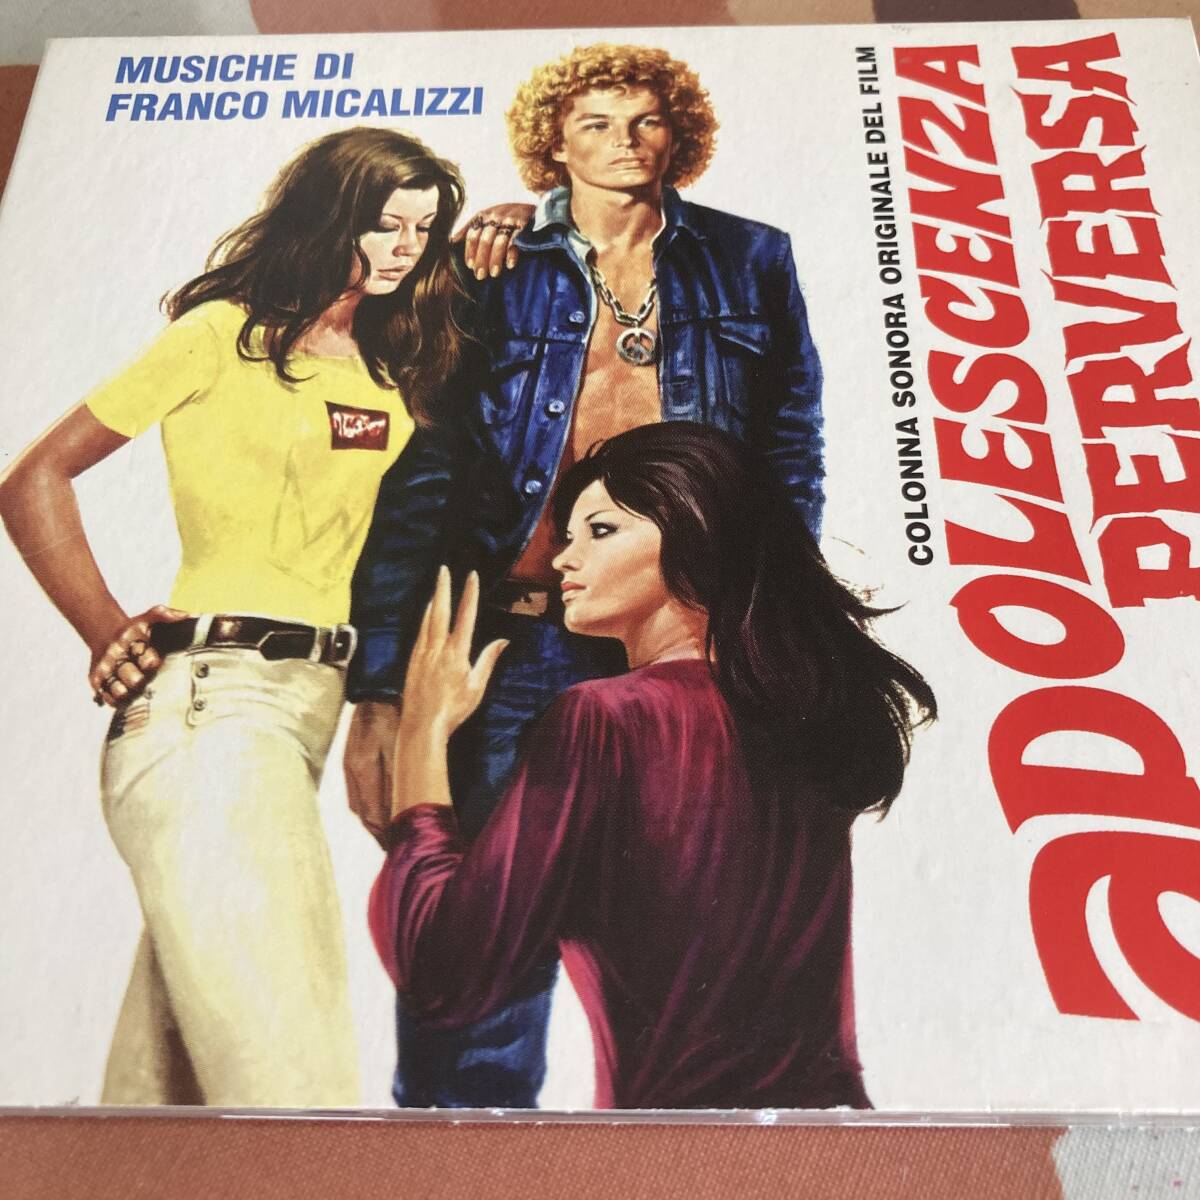 MUSICHE DI
FRANCO MICALIZZI
COLONNA SONORA ORIGINALE DEL FILM
aDOLESCENZA
PERVERSA